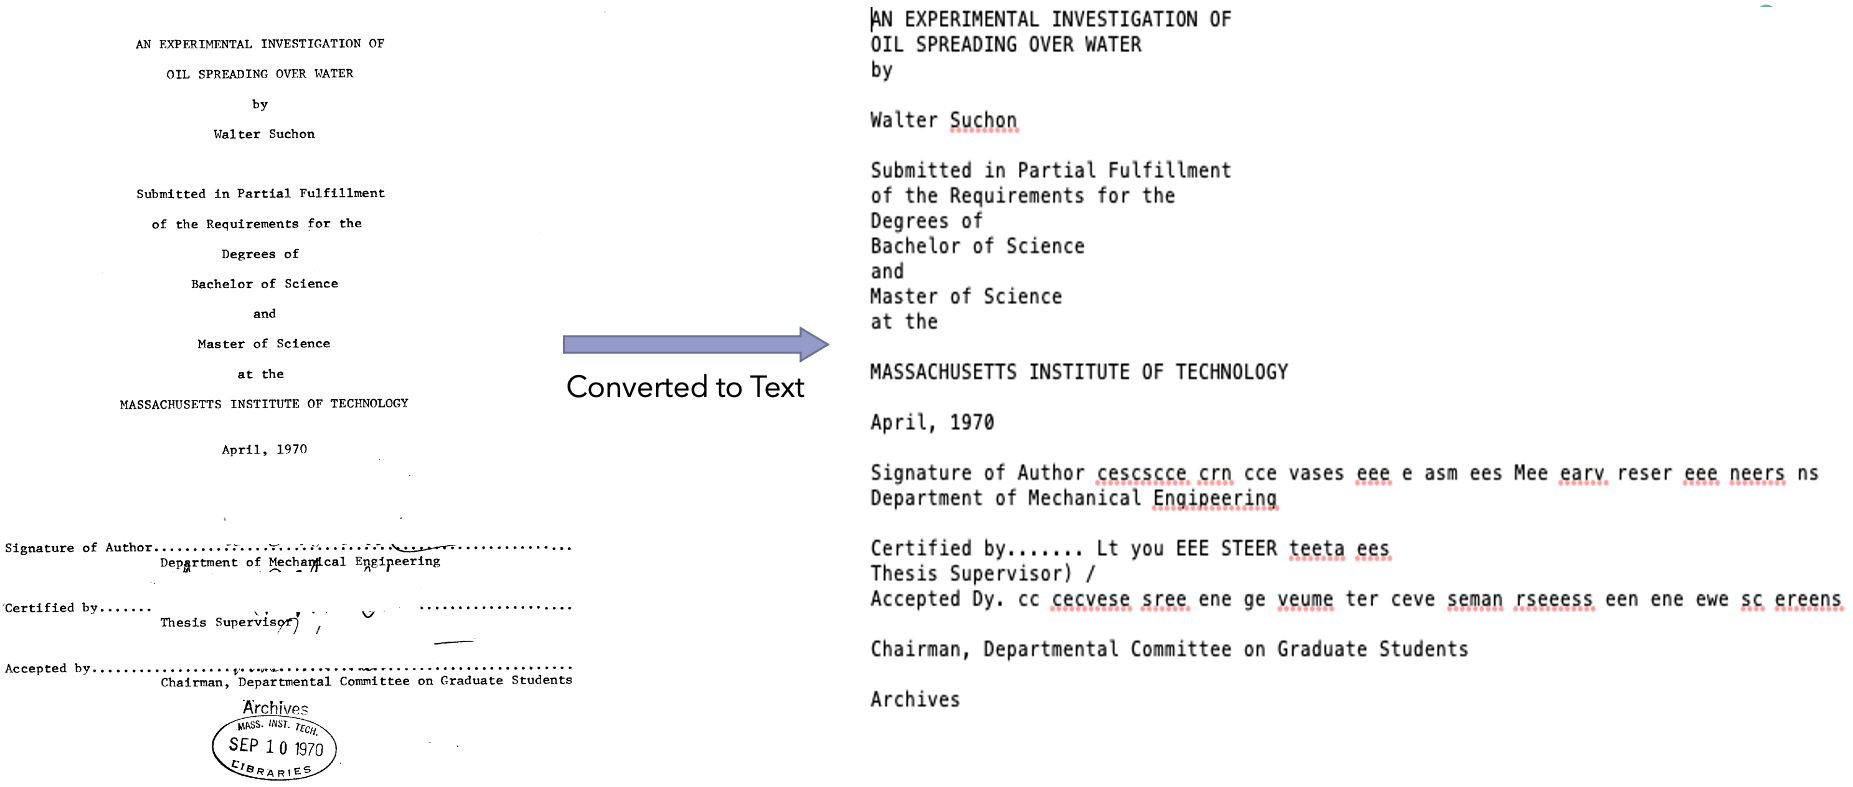 AN EXPERIMENTAL INVESTIGATION OF
OIL SPREADING OVER WATER
by
Walter Suchon
Submitted in Partial Fulfillment
of the Requirements for the
Degrees of
Bachelor of Science
and
Master of Science
at the
MASSACHUSETTS INSTITUTE OF TECHNOLOGY
April, 1970
Signature of Author............................................................
Department of Mechanical Engineering
Certified by....... ........................
Thesis Supervisor
Accepted by.....................................................................
Chairman, Departmental Committee on Graduate Students
Archives
MASS. INST. TECH.
SEP 10 1970
LIBRARIES
Converted to Text
AN EXPERIMENTAL INVESTIGATION OF
OIL SPREADING OVER WATER
by
Walter Suchon
Submitted in Partial Fulfillment
of the Requirements for the
Degrees of
Bachelor of Science
and
Master of Science
at the
MASSACHUSETTS INSTITUTE OF TECHNOLOGY
April, 1970
Signature of Author cescscce crn cce vases eee e asm ees Mee earv reser eee neers ns
Department of Mechanical Engipeering
Certified by....... Lt you EEE STEER teeta ees
Thesis Supervisor) /
Accepted Dy. cc cecvese sree ene ge veume ter ceve seman rseeess een ene ewe sc ereens
Chairman, Departmental Committee on Graduate Students
Archives